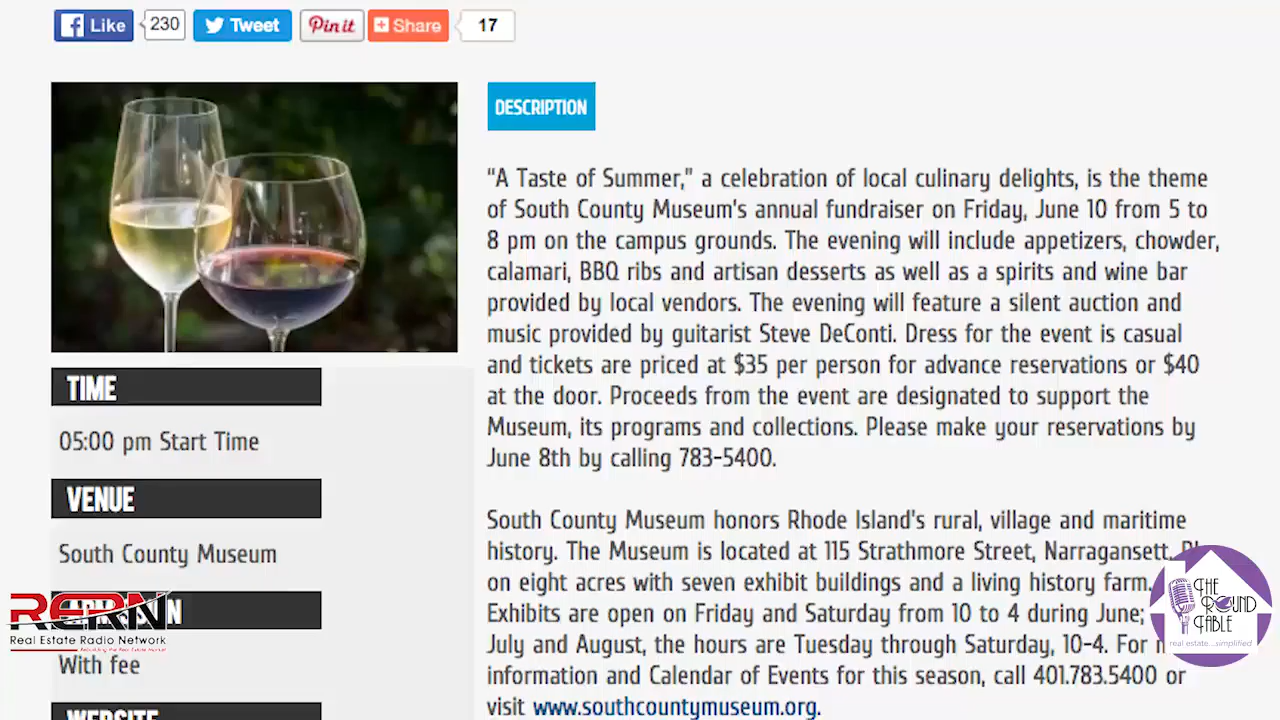 Like 230 Tweet Pin it Share 17
DESCRIPTION
“A Taste of Summer,” a celebration of local culinary delights, is the theme
of South County Museum's annual fundraiser on Friday, June 10 from 5 to
8 pm on the campus grounds. The evening will include appetizers, chowder,
calamari, BBQ ribs and artisan desserts as well as a spirits and wine bar
provided by local vendors. The evening will feature a silent auction and
music provided by guitarist Steve DeConti. Dress for the event is casual
and tickets are priced at $35 per person for advance reservations or $40
at the door. Proceeds from the event are designated to support the
Museum, its programs and collections. Please make your reservations by
June 8th by calling 783-5400.
South County Museum honors Rhode Island's rural, village and maritime
history. The Museum is located at 115 Strathmore Street, Narragansett,
on eight acres with seven exhibit buildings and a living history farm.
Exhibits are open on Friday and Saturday from 10 to 4 during June;
July and August, the hours are Tuesday through Saturday, 10-4. For
information and Calendar of Events for this season, call 401.783.5400 or
visit www.southcountymuseum.org.
TIME
05:00 pm Start Time
VENUE
South County Museum
With fee
WEBSITE
RERN
Real Estate Radio Network
Rebuilding the Real Estate Market
THE
ROUND
TABLE
real estate...simplified